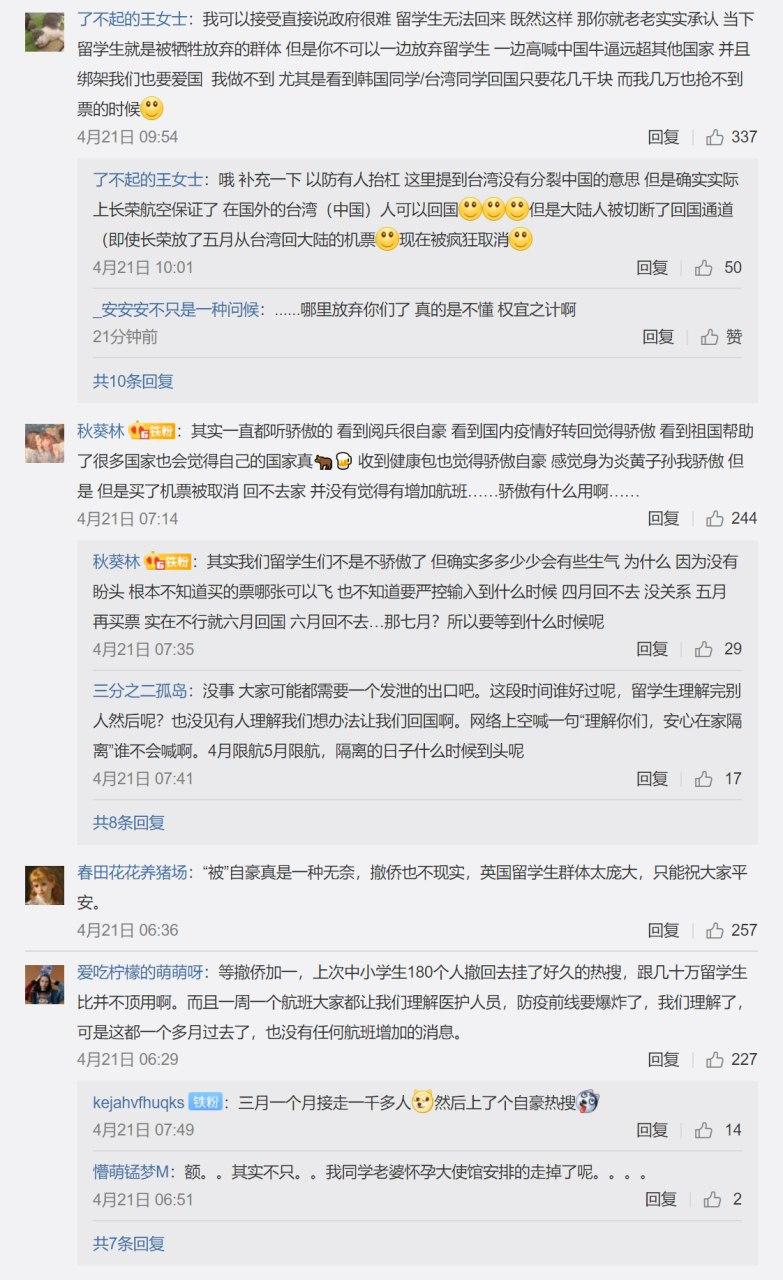 了不起的王女士：我可以接受直接说政府很难 留学生无法回来 既然这样 那你就老老实实承认 当下
留学生就是被牺牲放弃的群体 但是你不可以一边放弃留学生 一边高喊中国牛逼远超其他国家 并且
绑架我们也要爱国 我做不到 尤其是看到韩国同学/台湾同学回国只要花几千块 而我几万也抢不到
票的时候
4月21日 09:54 回复 337
了不起的王女士：哦 补充一下 以防有人抬杠 这里提到台湾没有分裂中国的意思 但是确实实际
上长荣航空保证了 在国外的台湾（中国）人可以回国但是大陆人被切断了回国通道
（即使长荣放了五月从台湾回大陆的机票现在被疯狂取消
4月21日 10:01 回复 50
_安安安不只是一种问候：......哪里放弃你们了 真的是不懂 权宜之计啊
21分钟前 回复 赞
共10条回复
秋葵林 铁粉：其实一直都听骄傲的 看到阅兵很自豪 看到国内疫情好转回觉得骄傲 看到祖国帮助
了很多国家也会觉得自己的国家真🐂🍺 收到健康包也觉得骄傲自豪 感觉身为炎黄子孙我骄傲 但
是 但是买了机票被取消 回不去家 并没有觉得有增加航班……骄傲有什么用啊……
4月21日 07:14 回复 244
秋葵林 铁粉：其实我们留学生们不是不骄傲了 但确实多多少少会有些生气 为什么 因为没有
盼头 根本不知道买的票哪张可以飞 也不知道要严控输入到什么时候 四月回不去 没关系 五月
再买票 实在不行就六月回国 六月回不去…那七月？所以要等到什么时候呢
4月21日 07:35 回复 29
三分之二孤岛：没事 大家可能都需要一个发泄的出口吧。这段时间谁好过呢，留学生理解完别
人然后呢？也没见有人理解我们想办法让我们回国啊。网络上空喊一句“理解你们，安心在家隔
离”谁不会喊啊。4月限航5月限航，隔离的日子什么时候到头呢
4月21日 07:41 回复 17
共8条回复
春田花花养猪场：“被”自豪真是一种无奈，撤侨也不现实，英国留学生群体太庞大，只能祝大家平
安。
4月21日 06:36 回复 257
爱吃柠檬的萌萌呀：等撤侨加一，上次中小学生180个人撤回去挂了好久的热搜，跟几十万留学生
比并不顶用啊。而且一周一个航班大家都让我们理解医护人员，防疫前线要爆炸了，我们理解了，
可是这都一个多月过去了，也没有任何航班增加的消息。
4月21日 06:29 回复 227
kejahvfhuqks 铁粉：三月一个月接走一千多人然后上了个自豪热搜
4月21日 07:49 回复 14
懵萌锰梦M：额。。其实不只。。我同学老婆怀孕大使馆安排的走掉了呢。。。。
4月21日 06:51 回复 2
共7条回复